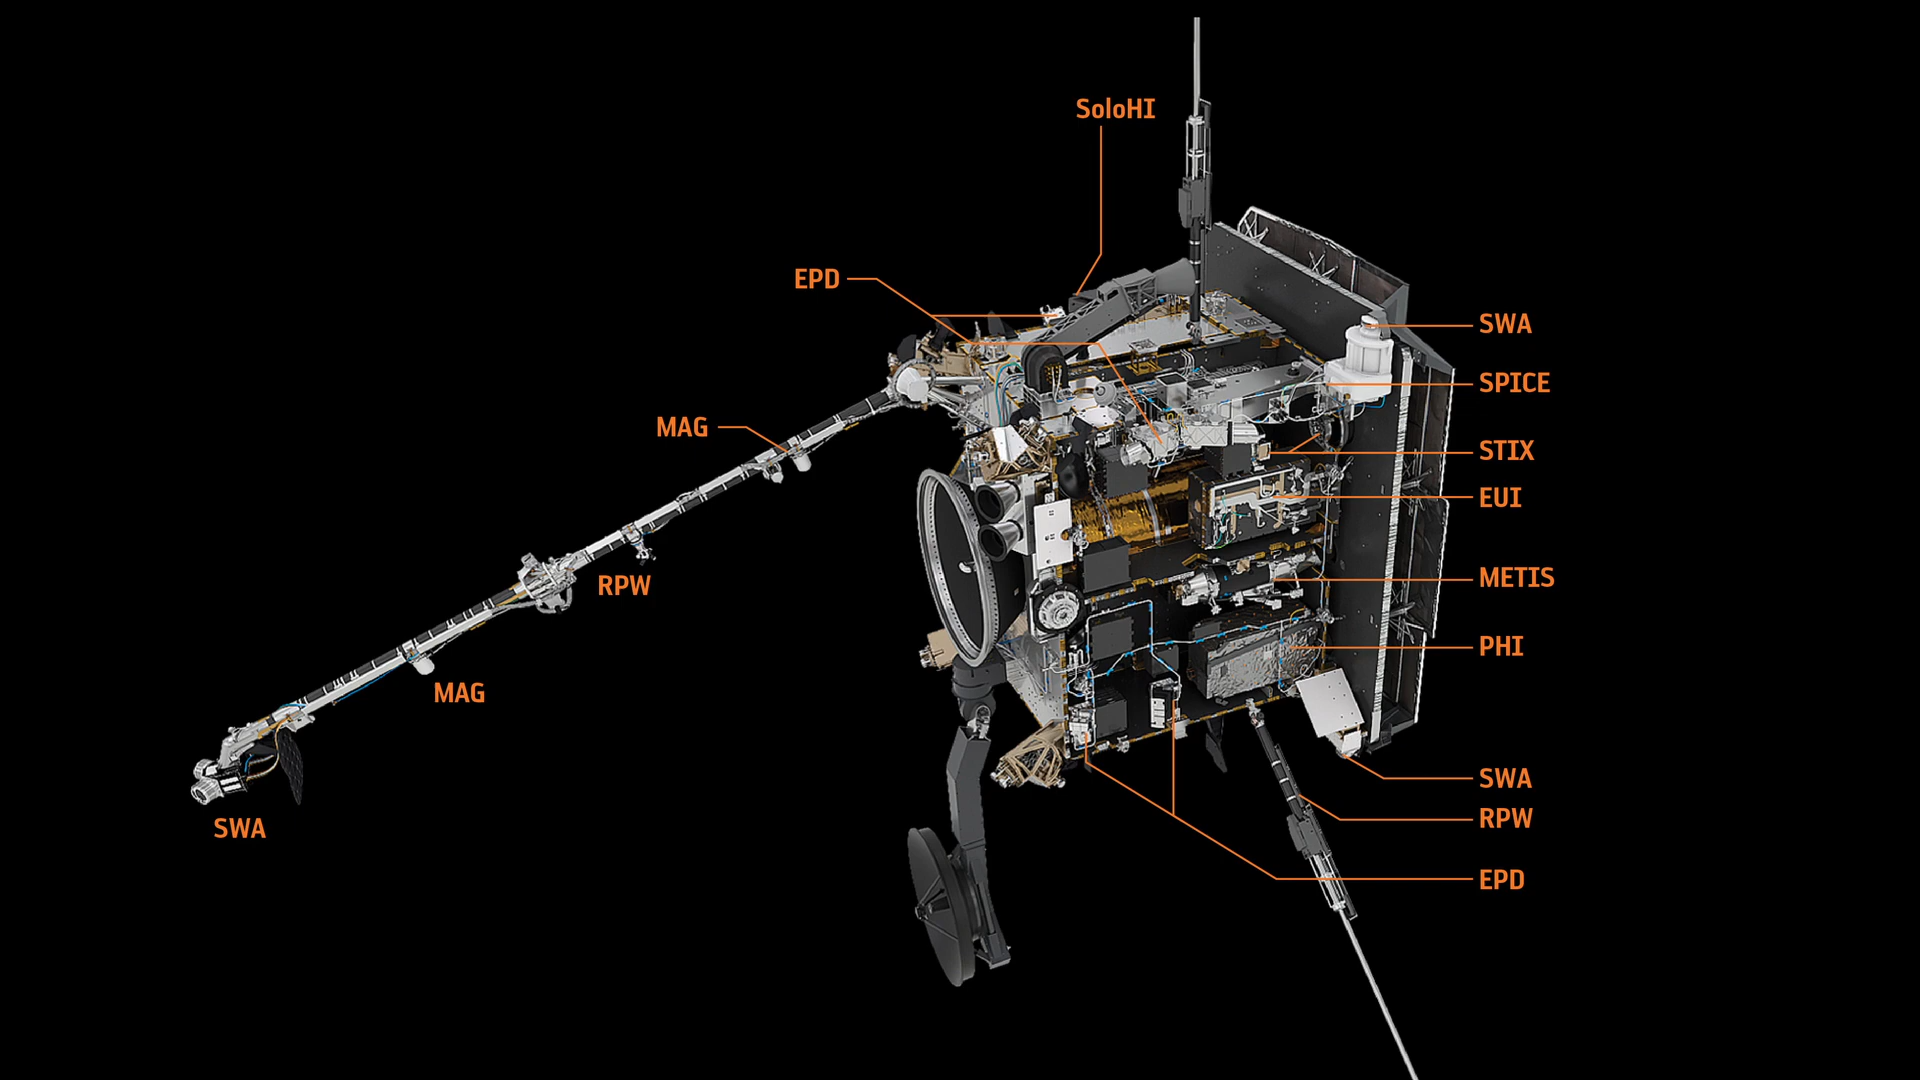 SoloHI
EPD
SWA
SPICE
MAG
STIX
EUI
METIS
RPW
PHI
MAG
SWA
RPW
SWA
EPD